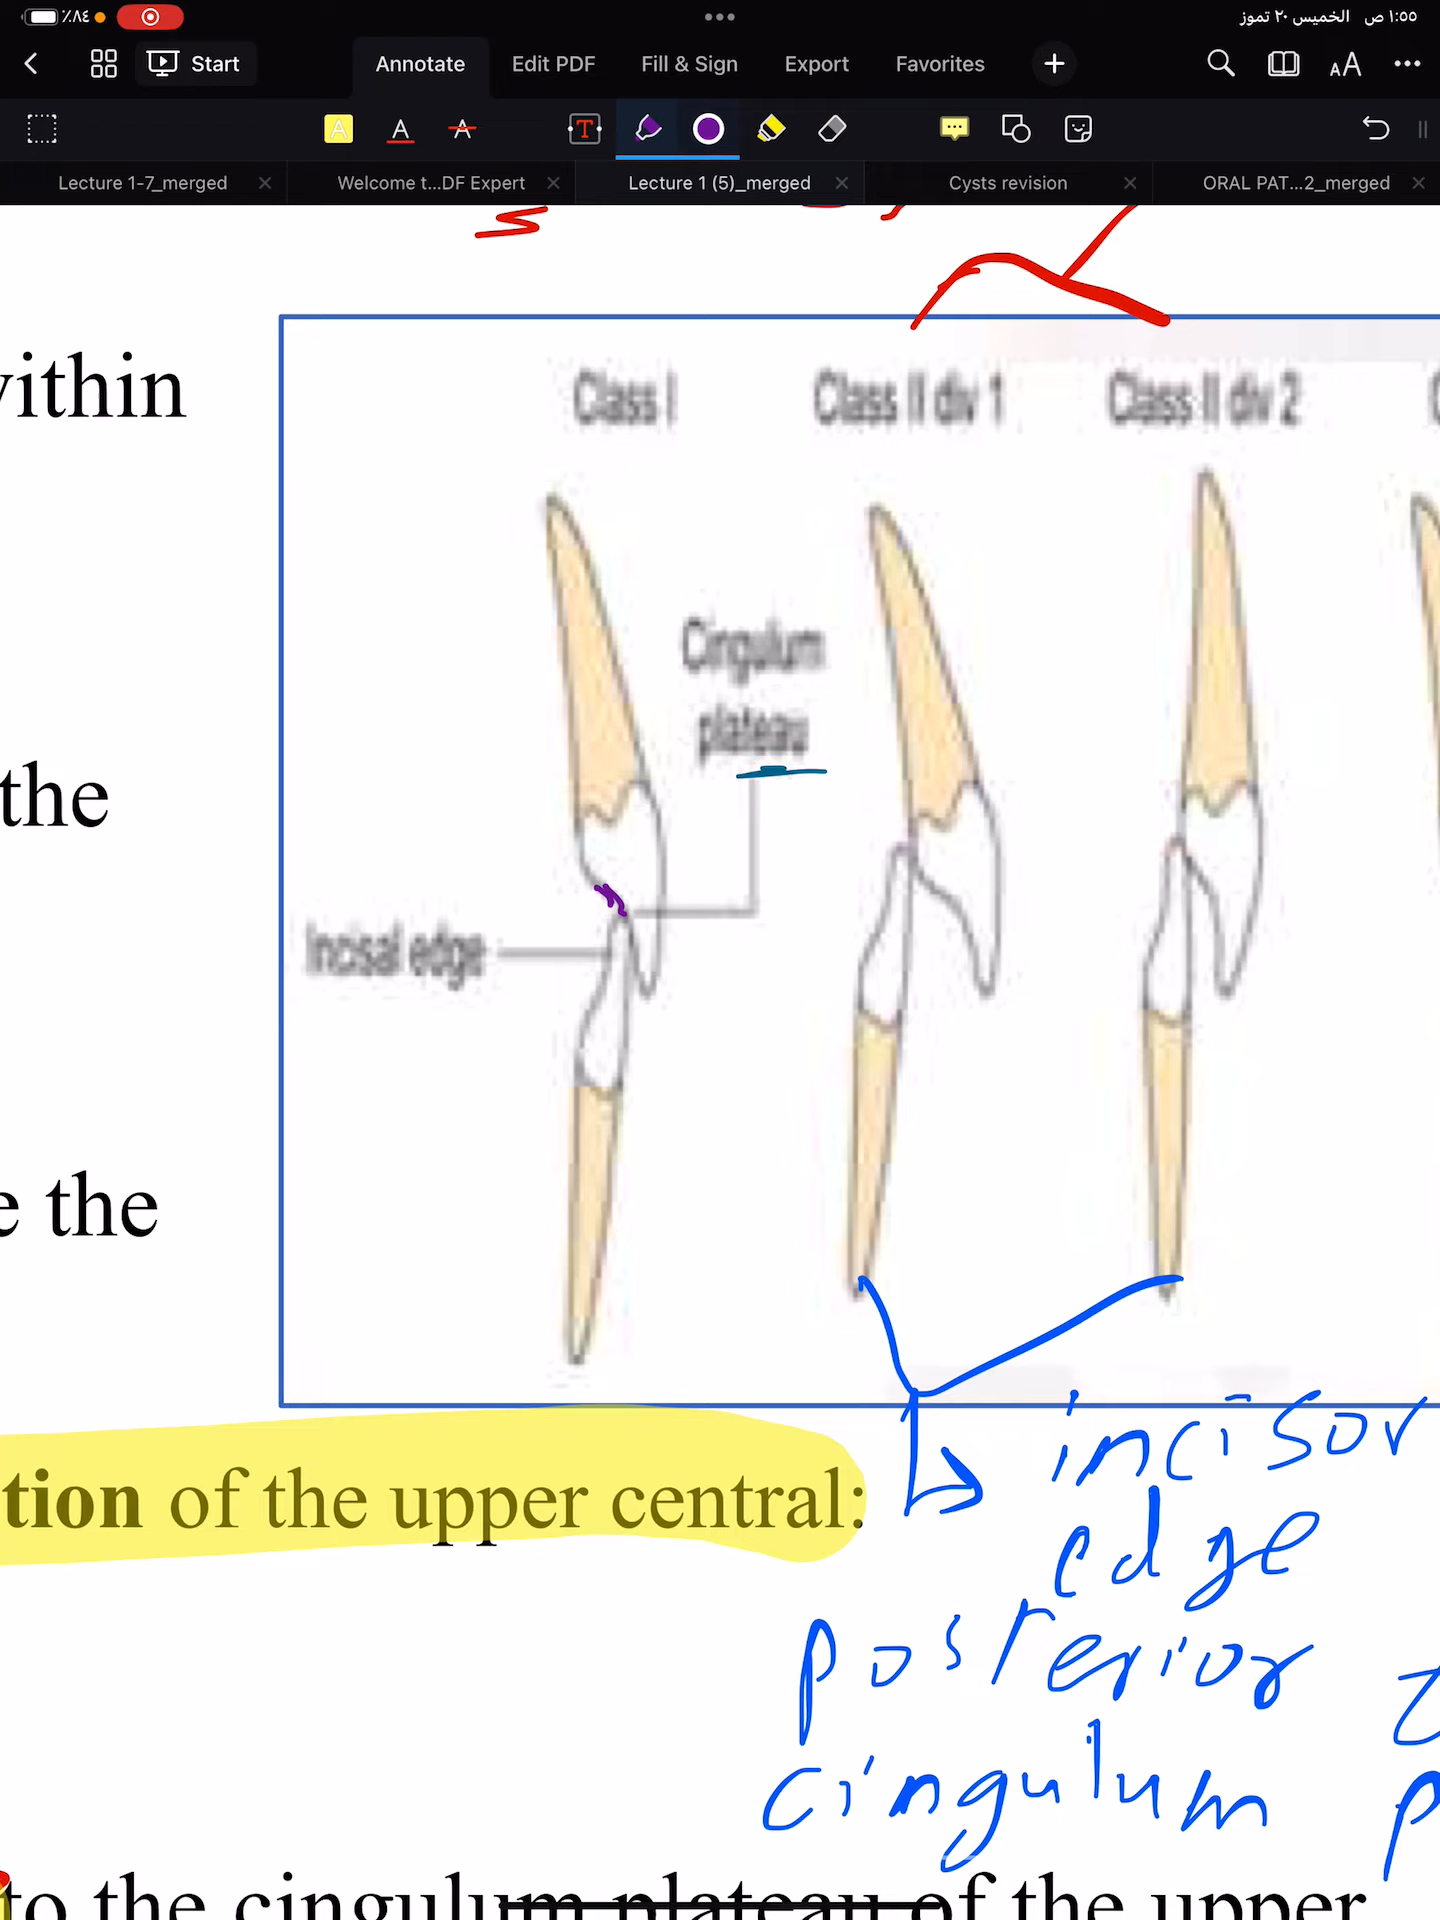 ٪٨٤
١:٥٥ ص الخميس ٢٠ تموز
Start Annotate Edit PDF Fill & Sign Export Favorites
AA
A A A T
Lecture 1-7_merged Welcome t...DF Expert Lecture 1 (5)_merged Cysts revision ORAL PAT...2_merged
within
Class I Class II div 1 Class II div 2
Cingulum
plateau
the
Incisal edge
e the
incisor
tion of the upper central:
edge
posterior
cingulum p
to the cingulum plateau of the upper